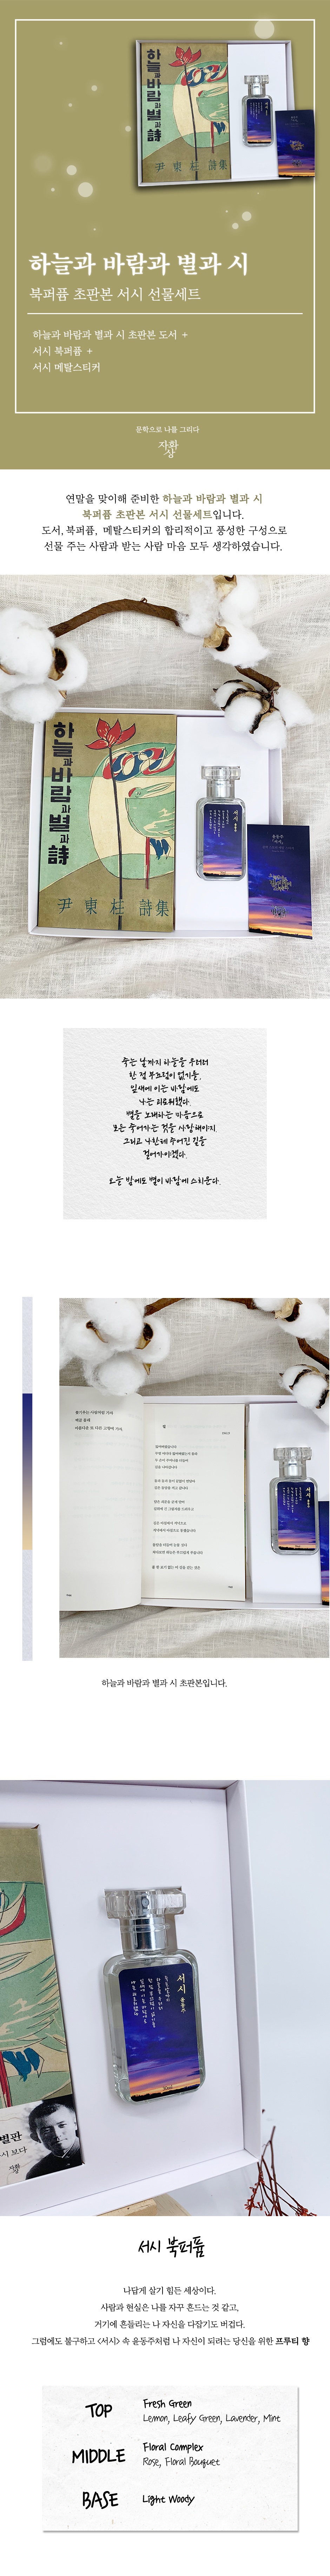 하늘과바람과별과詩
尹東柱 詩集
하늘과 바람과 별과 시
북퍼퓸 초판본 서시 선물세트
하늘과 바람과 별과 시 초판본 도서 +
서시 북퍼퓸 +
서시 메탈스티커
문학으로 나를 그리다
자화상
연말을 맞이해 준비한 하늘과 바람과 별과 시
북퍼퓸 초판본 서시 선물세트입니다.
도서, 북퍼퓸, 메탈스티커의 합리적이고 풍성한 구성으로
선물 주는 사람과 받는 사람 마음 모두 생각하였습니다.
하늘과바람과별과詩
서시
尹東柱 詩集
죽는 날까지 하늘을 우러러
한 점 부끄럼이 없기를,
잎새에 이는 바람에도
나는 괴로워했다.
별을 노래하는 마음으로
모든 죽어가는 것을 사랑해야지.
그리고 나한테 주어진 길을
걸어가야겠다.
오늘 밤에도 별이 바람에 스치운다.
길
서시
하늘과 바람과 별과 시 초판본입니다.
서시
윤동주
별판
시 보다
자화상
서시 북퍼퓸
나답게 살기 힘든 세상이다.
사람과 현실은 나를 자꾸 흔드는 것 같고,
거기에 흔들리는 나 자신을 다잡기도 버겁다.
그럼에도 불구하고 <서시> 속 윤동주처럼 나 자신이 되려는 당신을 위한 프루티 향
TOP
Fresh Green
Lemon, Leafy Green, Lavender, Mint
MIDDLE
Floral Complex
Rose, Floral Bouquet
BASE
Light Woody